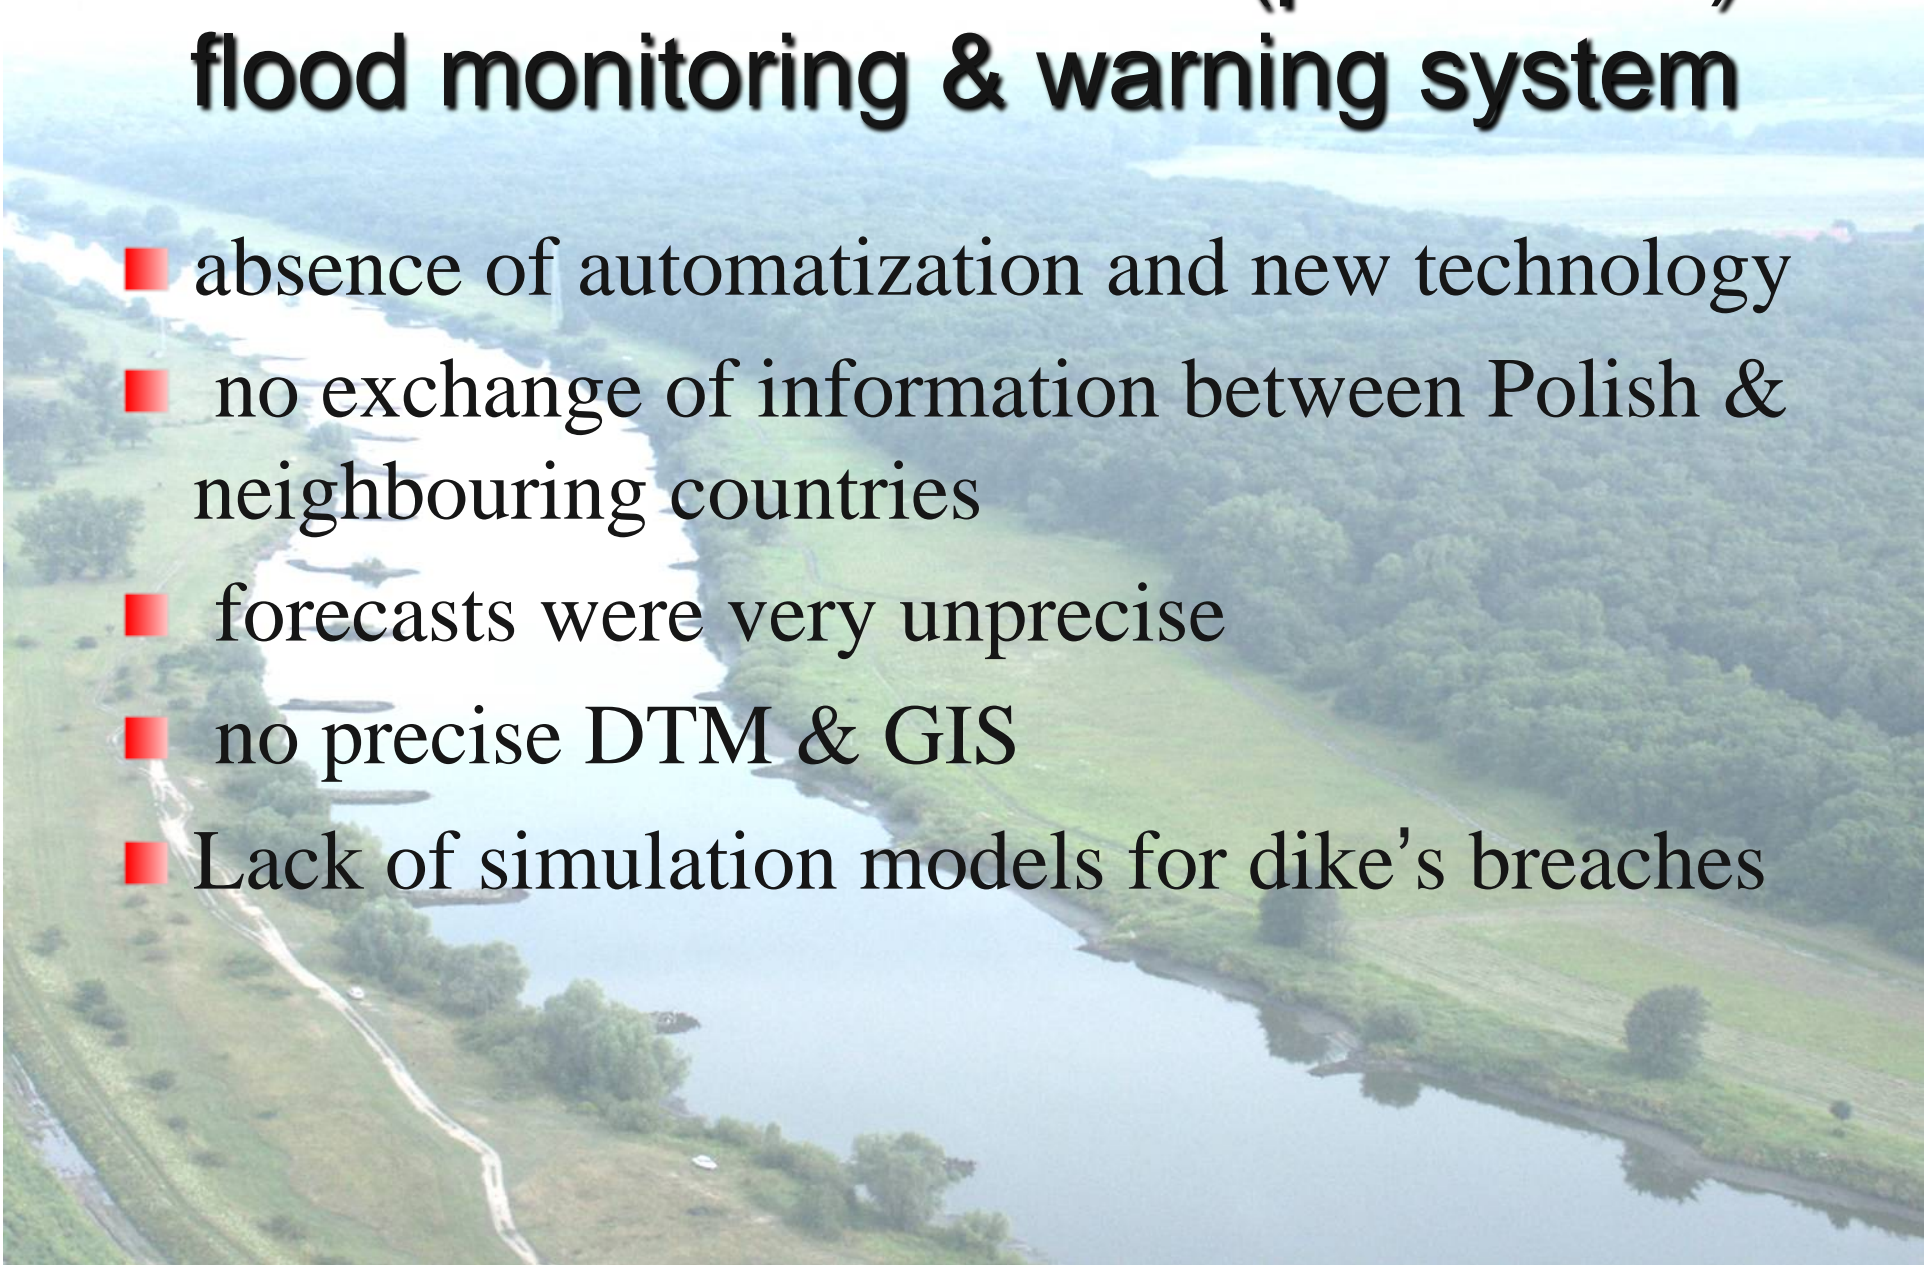 flood monitoring & warning system
absence of automatization and new technology
no exchange of information between Polish &
neighbouring countries
forecasts were very unprecise
no precise DTM & GIS
Lack of simulation models for dike’s breaches